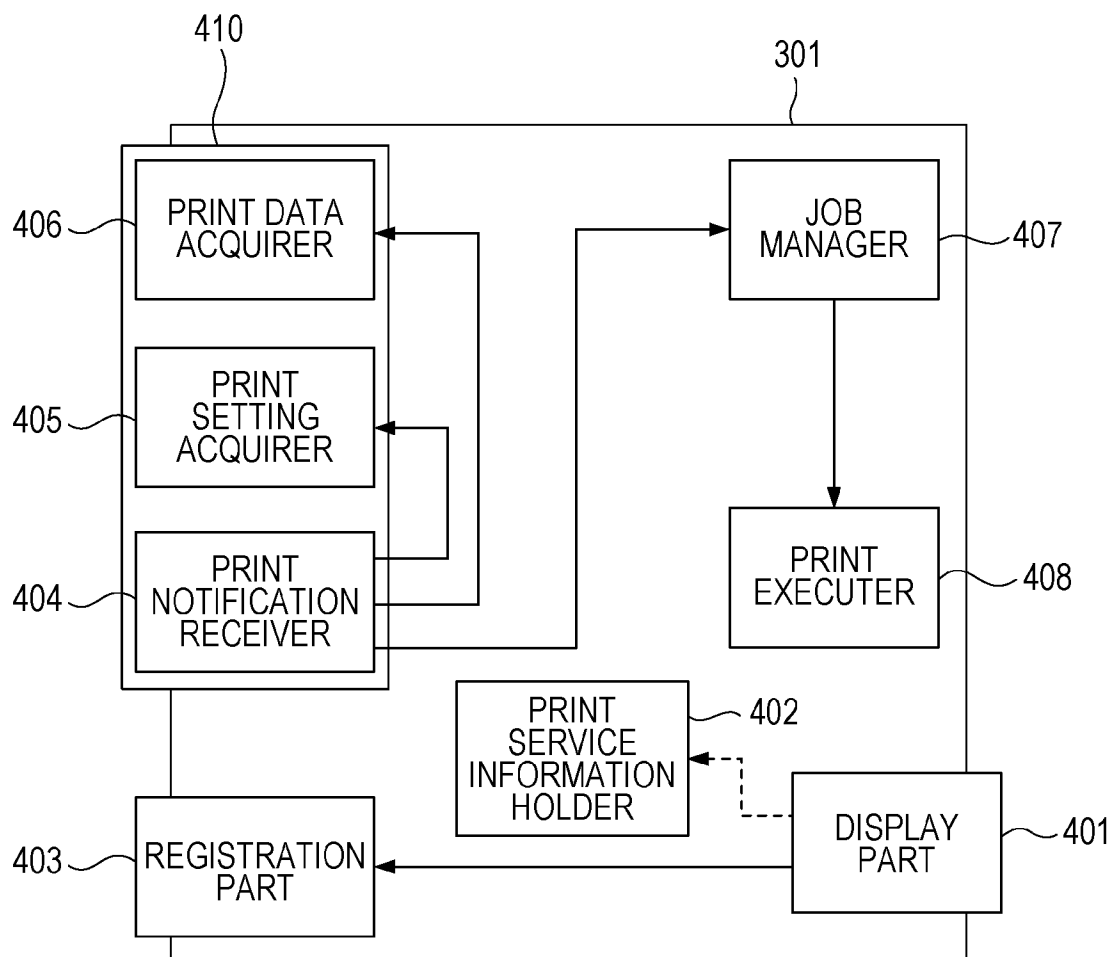 410
301
406
PRINT DATA
ACQUIRER
JOB
MANAGER
407
405
PRINT
SETTING
ACQUIRER
404
PRINT
NOTIFICATION
RECEIVER
PRINT
EXECUTER
408
PRINT
SERVICE
INFORMATION
HOLDER
402
403
REGISTRATION
PART
DISPLAY
PART
401